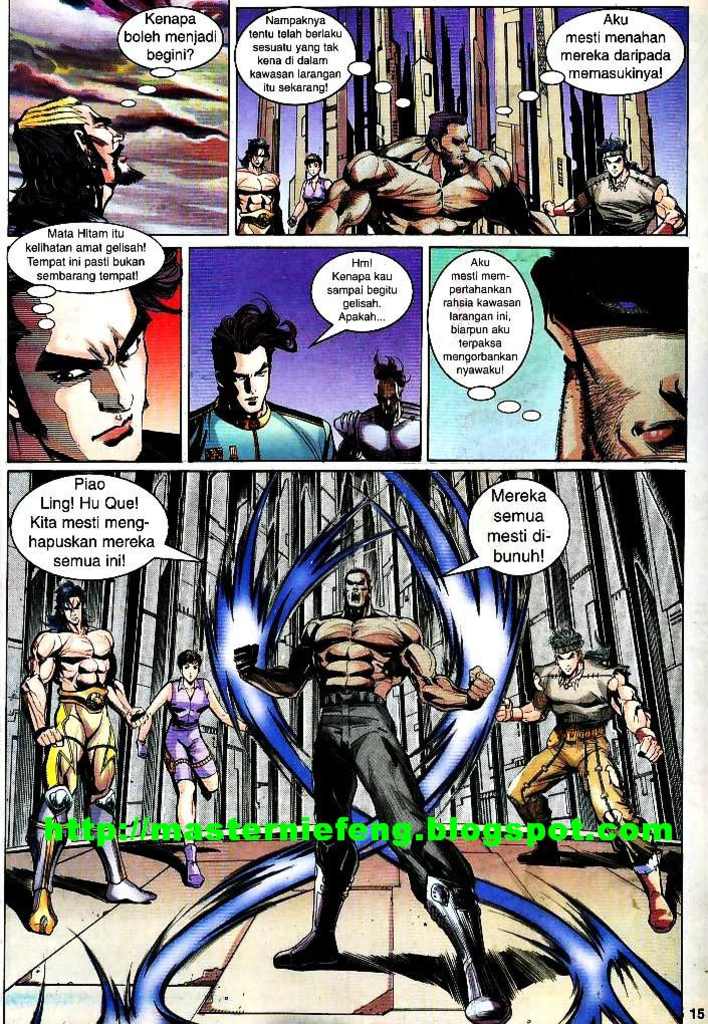 Kenapa
boleh menjadi
begini?
Nampaknya
tentu telah berlaku
sesuatu yang tak
kena di dalam
kawasan larangan
itu sekarang!
Aku
mesti menahan
mereka daripada
memasukinya!
Mata Hitam itu
kelihatan amat gelisah!
Tempat ini pasti bukan
sembarang tempat!
Hm!
Kenapa kau
sampai begitu
gelisah.
Apakah...
Aku
mesti mem-
pertahankan
rahsia kawasan
larangan ini,
biarpun aku
terpaksa
mengorbankan
nyawaku!
Piao
Ling! Hu Que!
Kita mesti meng-
hapuskan mereka
semua ini!
Mereka
semua
mesti di-
bunuh!
http://masterniefeng.blogspot.com
15